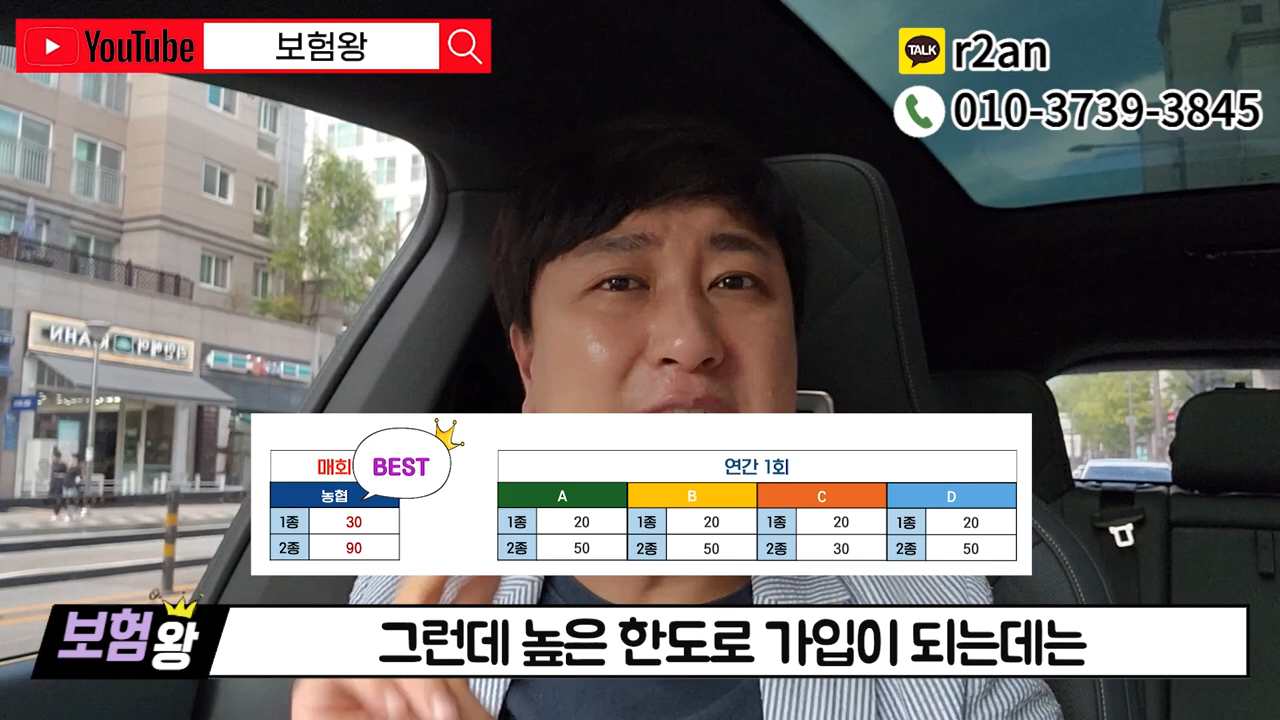 YouTube 보험왕
TALK r2an
010-3739-3845
매회 BEST
농협
1종 30
2종 90
연간 1회
A B C D
1종 20 1종 20 1종 20 1종 20
2종 50 2종 50 2종 30 2종 50
보험왕
그런데 높은 한도로 가입이 되는데는